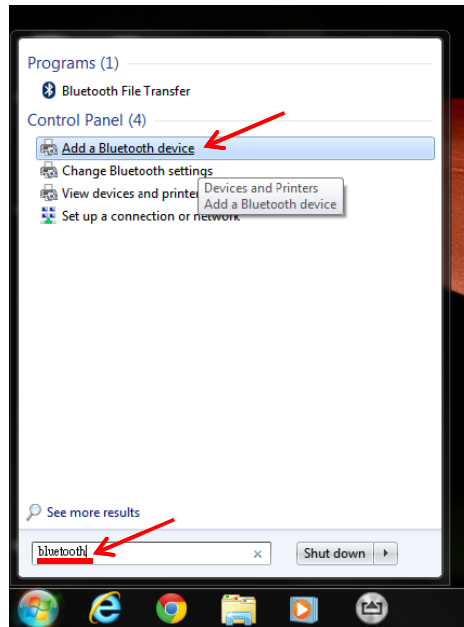 Programs (1)
Bluetooth File Transfer
Control Panel (4)
Add a Bluetooth device
Change Bluetooth settings
View devices and printe
Devices and Printers
Add a Bluetooth device
Set up a connection or network
See more results
bluetooth
Shut down